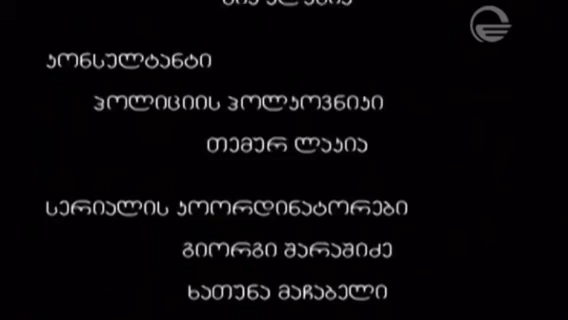 კონსულტანტი
პოლიციის პოლკოვნიკი
თემურ ლაკია
სერიალის კოორდინატორები
გიორგი შარაშიძე
ხათუნა მაჩაბელი